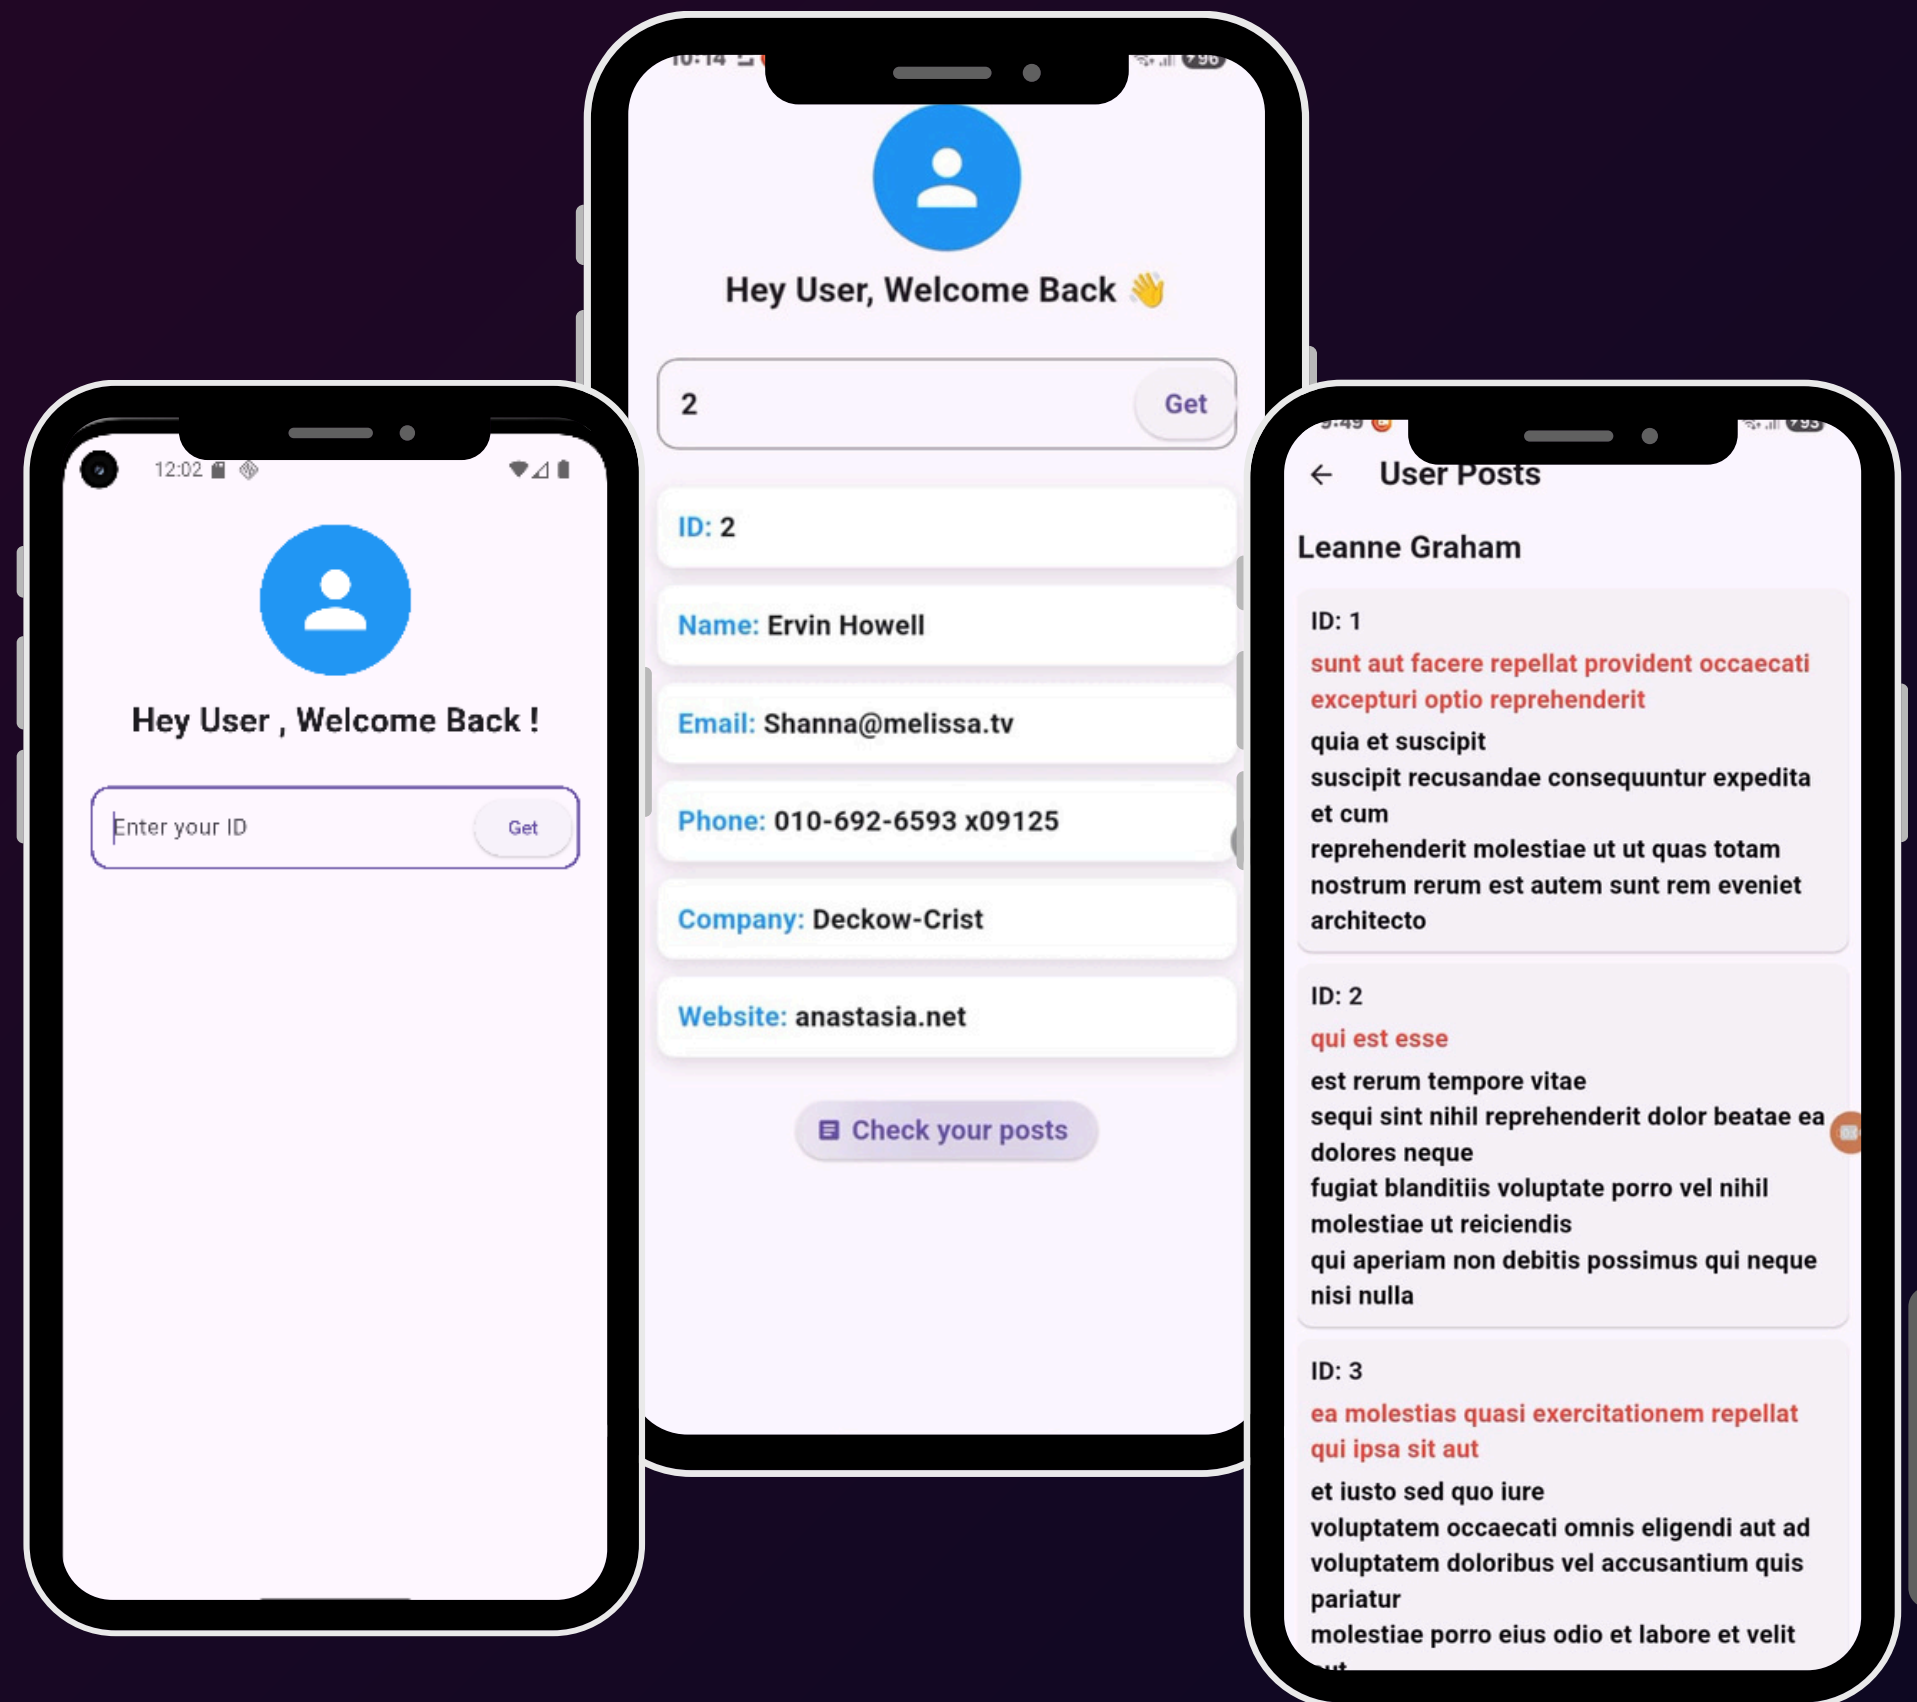 12:02
Hey User , Welcome Back !
Enter your ID
Get
10:14
96
Hey User, Welcome Back 👋
2
Get
ID: 2
Name: Ervin Howell
Email: Shanna@melissa.tv
Phone: 010-692-6593 x09125
Company: Deckow-Crist
Website: anastasia.net
Check your posts
9:49
93
User Posts
Leanne Graham
ID: 1
sunt aut facere repellat provident occaecati
excepturi optio reprehenderit
quia et suscipit
suscipit recusandae consequuntur expedita
et cum
reprehenderit molestiae ut ut quas totam
nostrum rerum est autem sunt rem eveniet
architecto
ID: 2
qui est esse
est rerum tempore vitae
sequi sint nihil reprehenderit dolor beatae ea
dolores neque
fugiat blanditiis voluptate porro vel nihil
molestiae ut reiciendis
qui aperiam non debitis possimus qui neque
nisi nulla
ID: 3
ea molestias quasi exercitationem repellat
qui ipsa sit aut
et iusto sed quo iure
voluptatem occaecati omnis eligendi aut ad
voluptatem doloribus vel accusantium quis
pariatur
molestiae porro eius odio et labore et velit